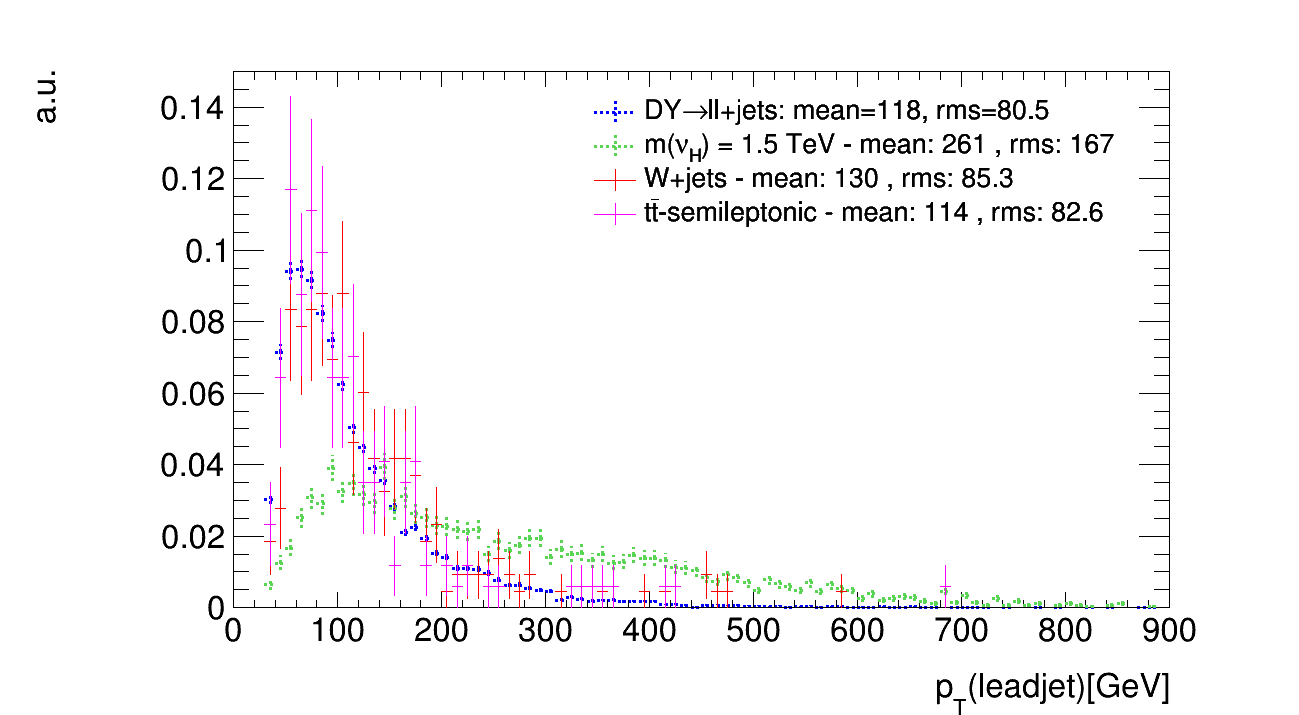 a.u.
DY→ll+jets: mean=118, rms=80.5
m(ν_H) = 1.5 TeV - mean: 261 , rms: 167
W+jets - mean: 130 , rms: 85.3
tt̄-semileptonic - mean: 114 , rms: 82.6
0.14
0.12
0.1
0.08
0.06
0.04
0.02
0
0 100 200 300 400 500 600 700 800 900
p_T(leadjet)[GeV]